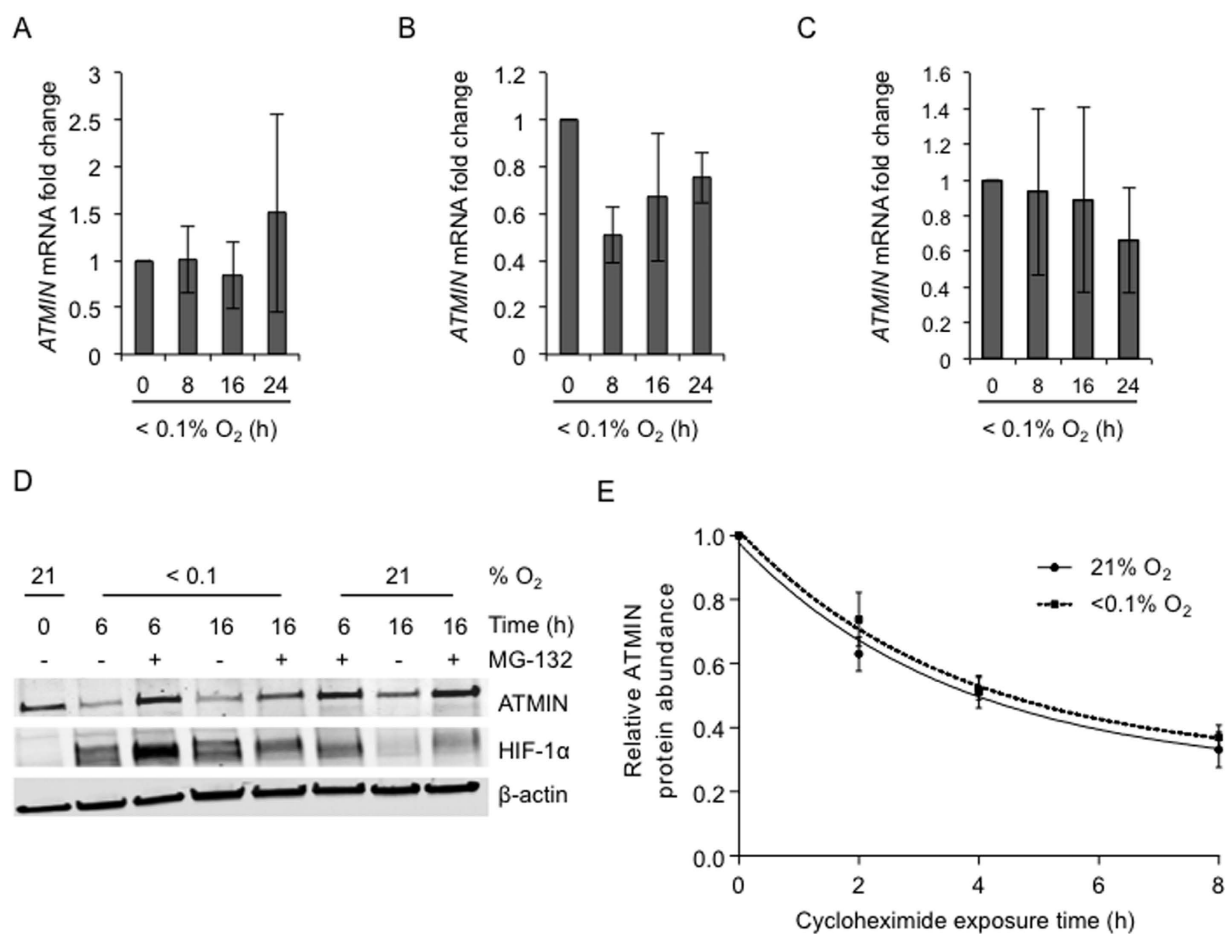 A
ATMIN mRNA fold change
3
2.5
2
1.5
1
0.5
0
0 8 16 24
< 0.1% O₂ (h)
B
ATMIN mRNA fold change
1.2
1
0.8
0.6
0.4
0.2
0
0 8 16 24
< 0.1% O₂ (h)
C
ATMIN mRNA fold change
1.6
1.4
1.2
1
0.8
0.6
0.4
0.2
0
0 8 16 24
< 0.1% O₂ (h)
D
21 < 0.1 21 % O₂
0 6 6 16 16 6 16 16 Time (h)
- - + - + + - + MG-132
ATMIN
HIF-1α
β-actin
E
Relative ATMIN
protein abundance
1.0
0.8
0.6
0.4
0.2
0.0
0 2 4 6 8
Cycloheximide exposure time (h)
21% O₂
<0.1% O₂